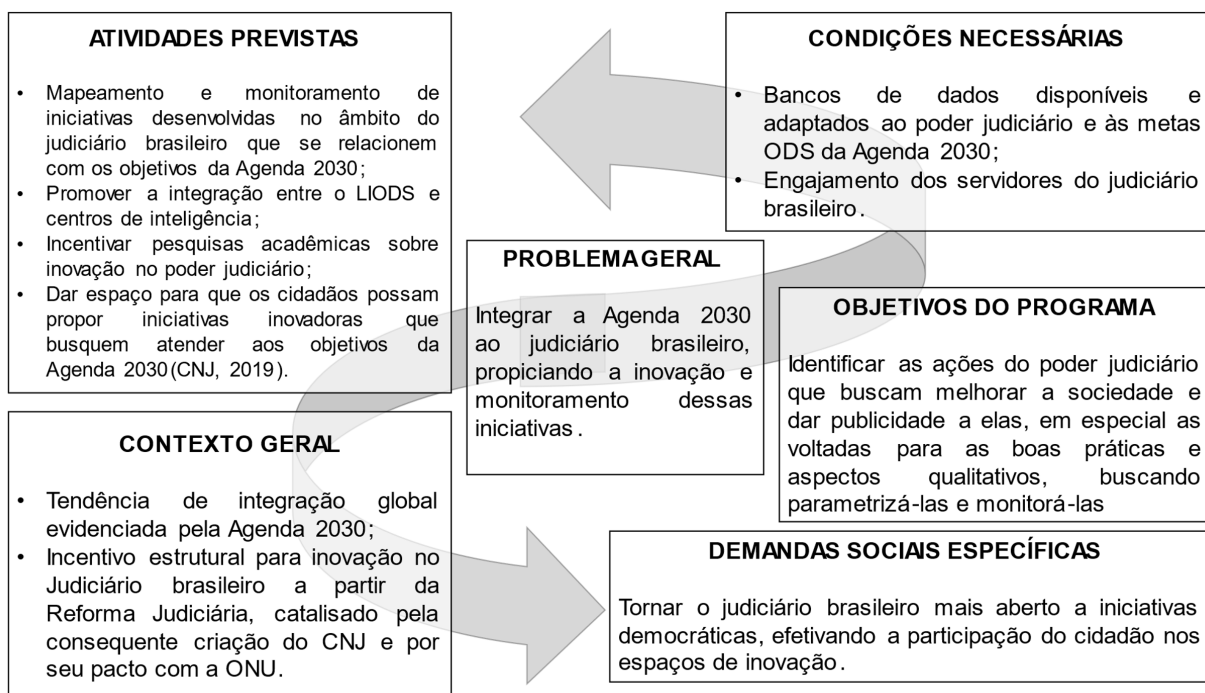 ATIVIDADES PREVISTAS
• Mapeamento e monitoramento de
iniciativas desenvolvidas no âmbito do
judiciário brasileiro que se relacionem
com os objetivos da Agenda 2030;
• Promover a integração entre o LIODS e
centros de inteligência;
• Incentivar pesquisas acadêmicas sobre
inovação no poder judiciário;
• Dar espaço para que os cidadãos possam
propor iniciativas inovadoras que
busquem atender aos objetivos da
Agenda 2030(CNJ, 2019).
CONDIÇÕES NECESSÁRIAS
• Bancos de dados disponíveis e
adaptados ao poder judiciário e às metas
ODS da Agenda 2030;
• Engajamento dos servidores do judiciário
brasileiro.
PROBLEMA GERAL
Integrar a Agenda 2030
ao judiciário brasileiro,
propiciando a inovação e
monitoramento dessas
iniciativas.
OBJETIVOS DO PROGRAMA
Identificar as ações do poder judiciário
que buscam melhorar a sociedade e
dar publicidade a elas, em especial as
voltadas para as boas práticas e
aspectos qualitativos, buscando
parametrizá-las e monitorá-las
CONTEXTO GERAL
• Tendência de integração global
evidenciada pela Agenda 2030;
• Incentivo estrutural para inovação no
Judiciário brasileiro a partir da
Reforma Judiciária, catalisado pela
consequente criação do CNJ e por
seu pacto com a ONU.
DEMANDAS SOCIAIS ESPECÍFICAS
Tornar o judiciário brasileiro mais aberto a iniciativas
democráticas, efetivando a participação do cidadão nos
espaços de inovação.